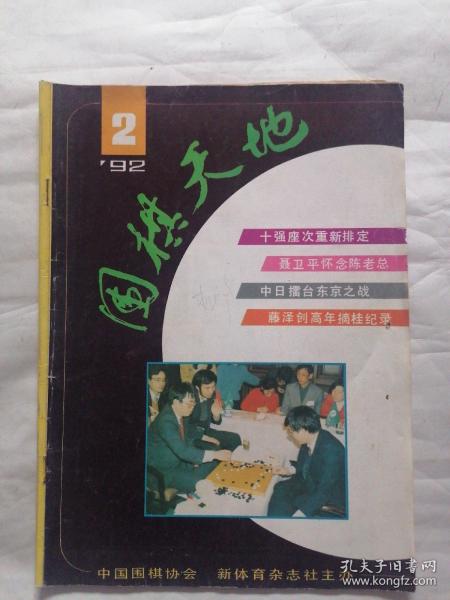 2
'92
围棋天地
十强座次重新排定
聂卫平怀念陈老总
中日擂台东京之战
藤泽创高年摘桂纪录
中国围棋协会 新体育杂志社主办
孔夫子旧书网
www.kongfz.com